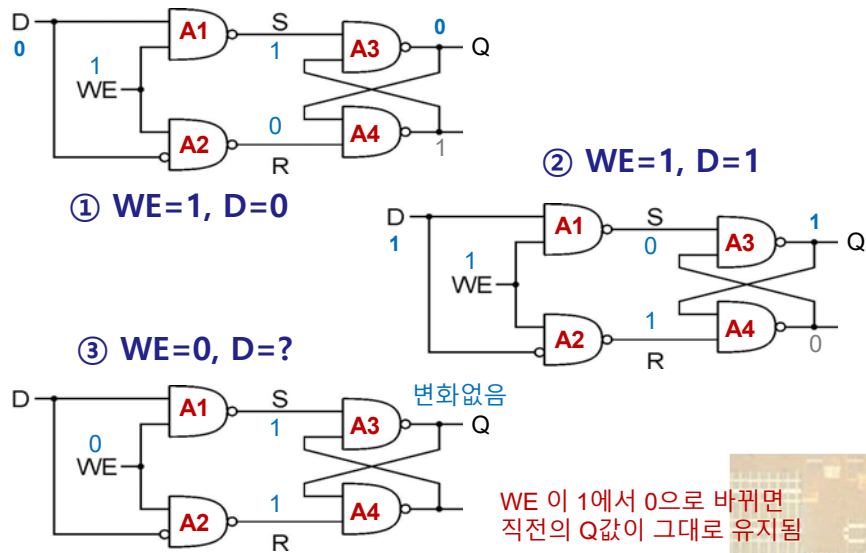 D
0
A1
S
1
A3
0
Q
1
WE
A2
0
R
A4
1
① WE=1, D=0
② WE=1, D=1
D
1
A1
S
0
A3
1
Q
1
WE
A2
1
R
A4
0
③ WE=0, D=?
D
A1
S
1
A3
변화없음
Q
0
WE
A2
1
R
A4
WE 이 1에서 0으로 바뀌면
직전의 Q값이 그대로 유지됨